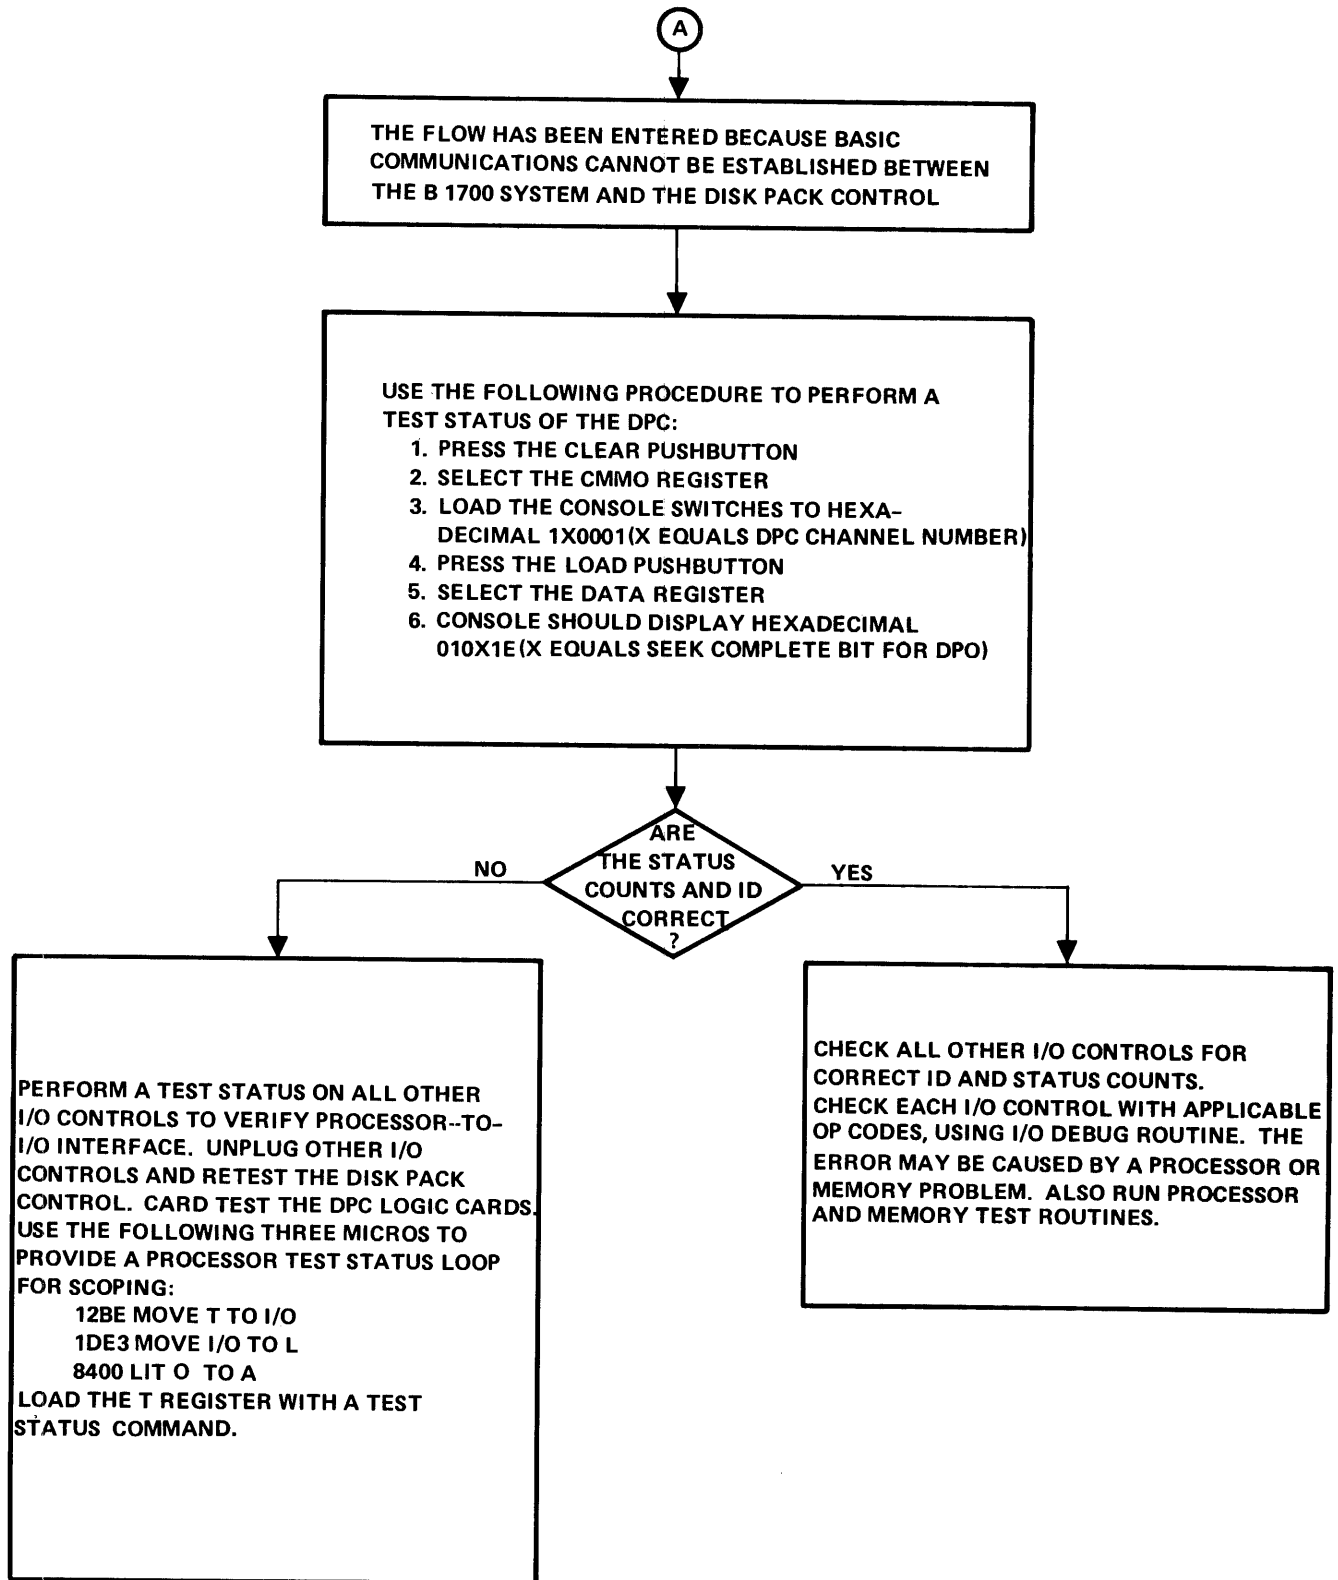 A
THE FLOW HAS BEEN ENTERED BECAUSE BASIC
COMMUNICATIONS CANNOT BE ESTABLISHED BETWEEN
THE B 1700 SYSTEM AND THE DISK PACK CONTROL
USE THE FOLLOWING PROCEDURE TO PERFORM A
TEST STATUS OF THE DPC:
1. PRESS THE CLEAR PUSHBUTTON
2. SELECT THE CMMO REGISTER
3. LOAD THE CONSOLE SWITCHES TO HEXA-
DECIMAL 1X0001(X EQUALS DPC CHANNEL NUMBER)
4. PRESS THE LOAD PUSHBUTTON
5. SELECT THE DATA REGISTER
6. CONSOLE SHOULD DISPLAY HEXADECIMAL
010X1E(X EQUALS SEEK COMPLETE BIT FOR DPO)
ARE
THE STATUS
COUNTS AND ID
CORRECT
?
NO
YES
PERFORM A TEST STATUS ON ALL OTHER
I/O CONTROLS TO VERIFY PROCESSOR--TO-
I/O INTERFACE. UNPLUG OTHER I/O
CONTROLS AND RETEST THE DISK PACK
CONTROL. CARD TEST THE DPC LOGIC CARDS.
USE THE FOLLOWING THREE MICROS TO
PROVIDE A PROCESSOR TEST STATUS LOOP
FOR SCOPING:
12BE MOVE T TO I/O
1DE3 MOVE I/O TO L
8400 LIT O TO A
LOAD THE T REGISTER WITH A TEST
STATUS COMMAND.
CHECK ALL OTHER I/O CONTROLS FOR
CORRECT ID AND STATUS COUNTS.
CHECK EACH I/O CONTROL WITH APPLICABLE
OP CODES, USING I/O DEBUG ROUTINE. THE
ERROR MAY BE CAUSED BY A PROCESSOR OR
MEMORY PROBLEM. ALSO RUN PROCESSOR
AND MEMORY TEST ROUTINES.